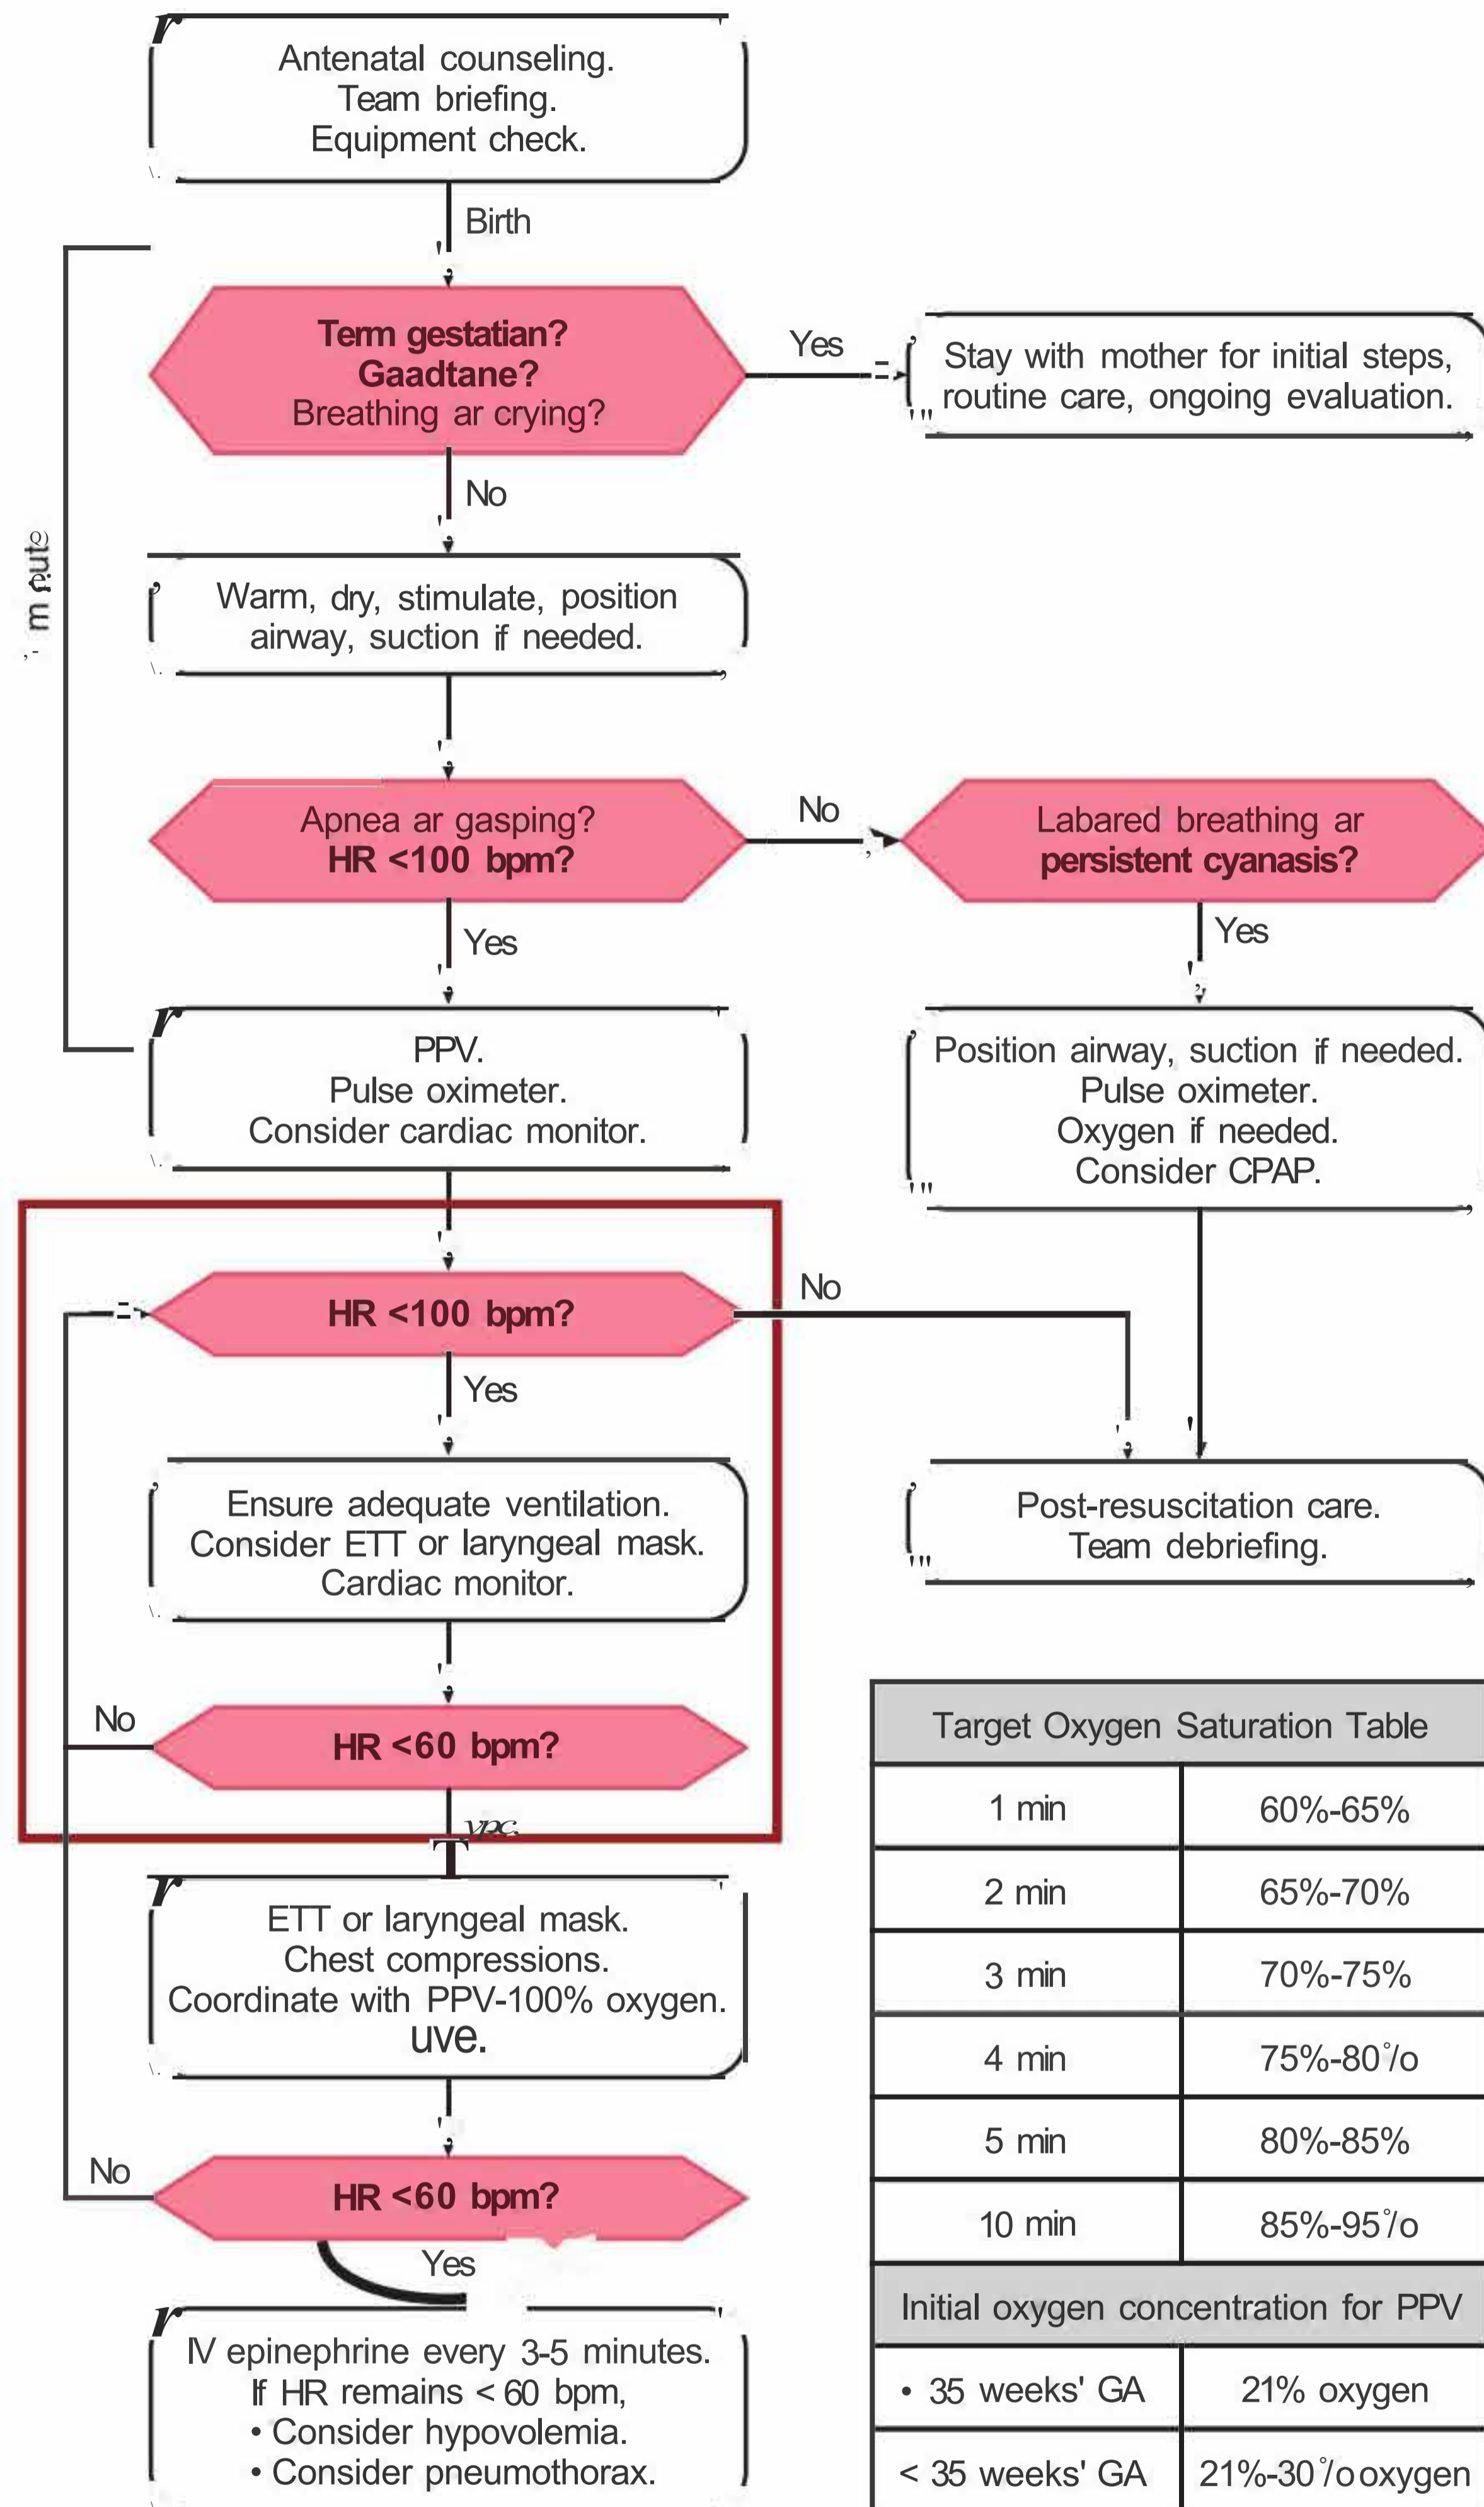 Antenatal counseling.
Team briefing.
Equipment check.
Birth
Term gestatian?
Gaadtane?
Breathing ar crying?
Yes
Stay with mother for initial steps,
routine care, ongoing evaluation.
No
Warm, dry, stimulate, position
airway, suction if needed.
Apnea ar gasping?
HR <100 bpm?
No
Labared breathing ar
persistent cyanasis?
Yes
Yes
PPV.
Pulse oximeter.
Consider cardiac monitor.
Position airway, suction if needed.
Pulse oximeter.
Oxygen if needed.
Consider CPAP.
HR <100 bpm?
No
Yes
Ensure adequate ventilation.
Consider ETT or laryngeal mask.
Cardiac monitor.
Post-resuscitation care.
Team debriefing.
No
HR <60 bpm?
ETT or laryngeal mask.
Chest compressions.
Coordinate with PPV-100% oxygen.
uve.
No
HR <60 bpm?
Yes
IV epinephrine every 3-5 minutes.
If HR remains < 60 bpm,
• Consider hypovolemia.
• Consider pneumothorax.
Target Oxygen Saturation Table
1 min 60%-65%
2 min 65%-70%
3 min 70%-75%
4 min 75%-80°/o
5 min 80%-85%
10 min 85%-95°/o
Initial oxygen concentration for PPV
• 35 weeks' GA 21% oxygen
< 35 weeks' GA 21%-30°/o oxygen